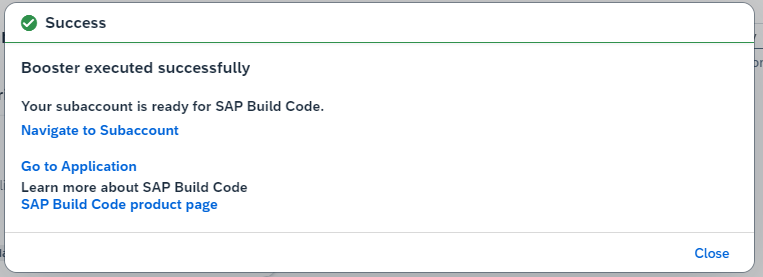 Success
Booster executed successfully
Your subaccount is ready for SAP Build Code.
Navigate to Subaccount
Go to Application
Learn more about SAP Build Code
SAP Build Code product page
Close